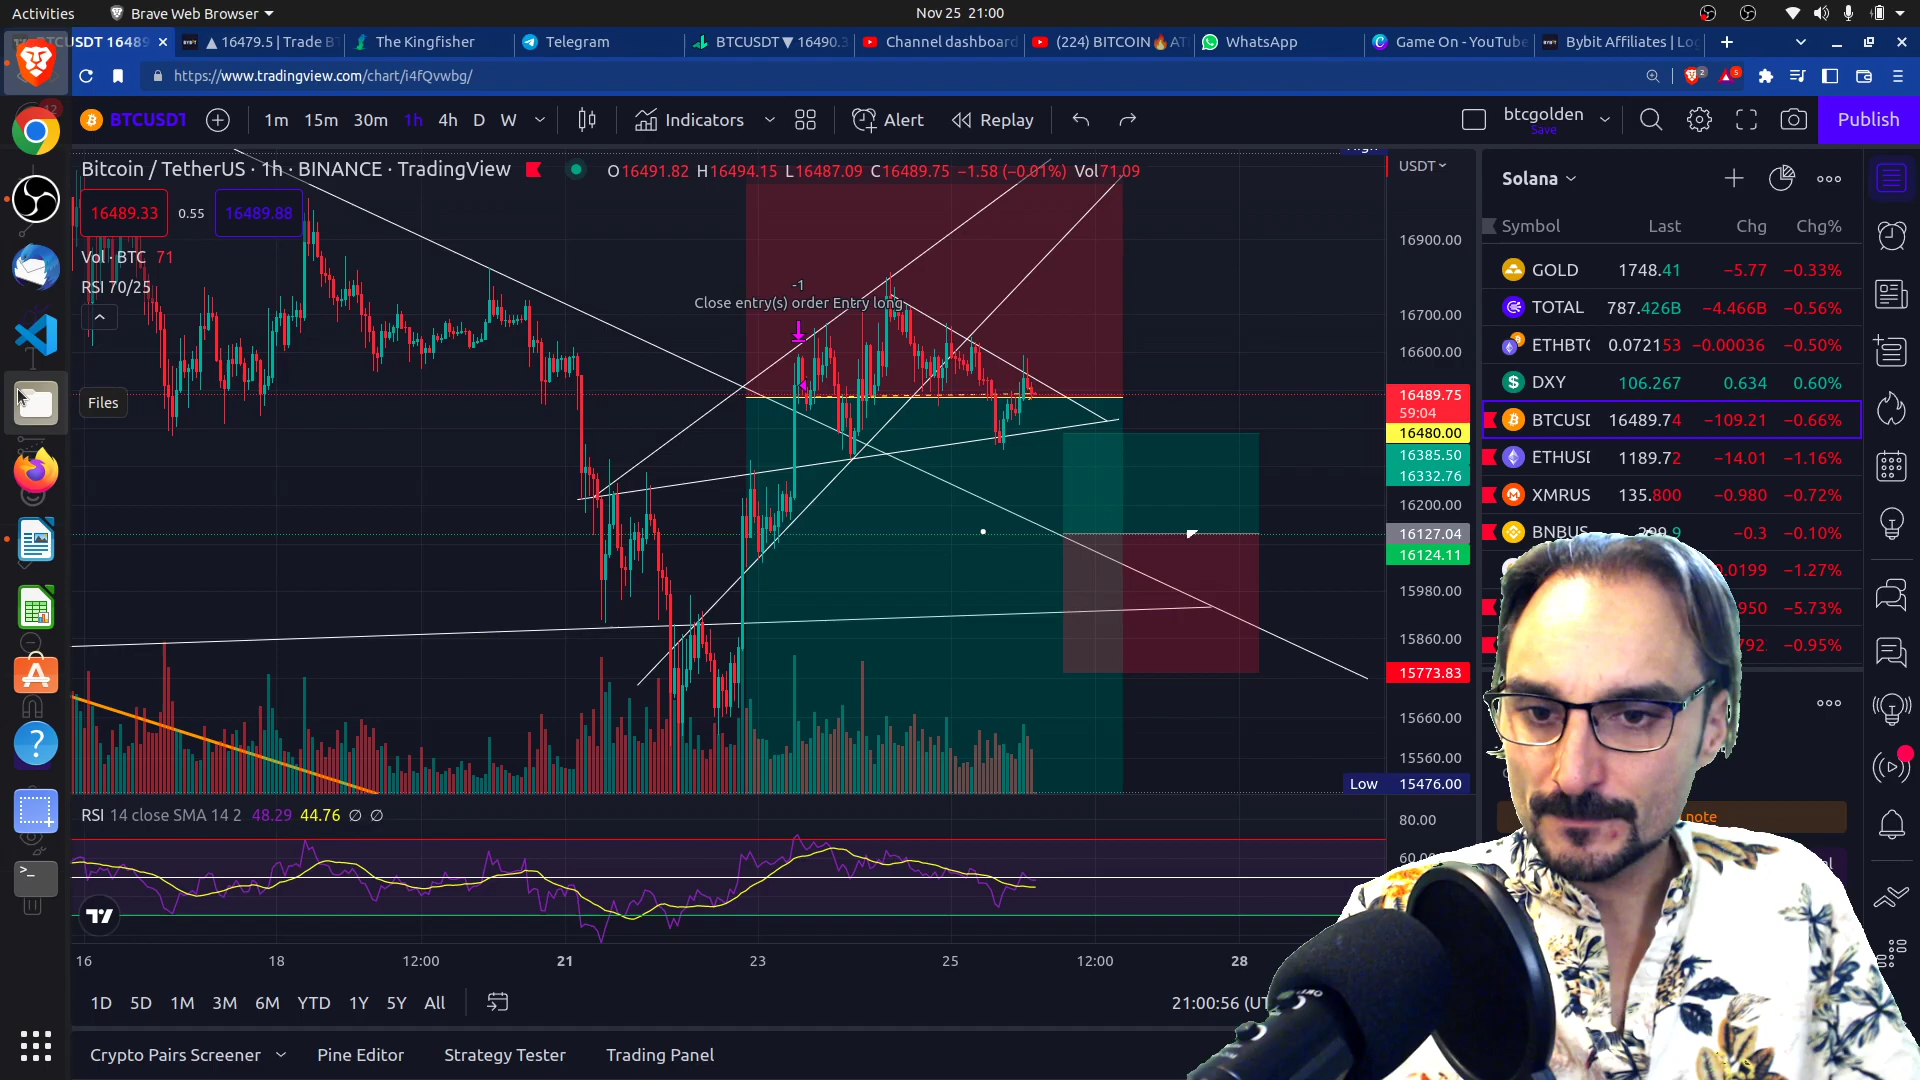 Activities
Brave Web Browser
Nov 25 21:00
▲ 16479.5 | Trade B
The Kingfisher
Telegram
BTCUSDT ▼ 16490.3
Channel dashboard
(224) BITCOIN🔥AT
WhatsApp
Game On - YouTube
Bybit Affiliates | Lo
https://www.tradingview.com/chart/i4fQvwbg/
2
5
BTCUSDT
1m 15m 30m 1h 4h D W
Indicators
Alert
Replay
btcgolden
Save
Publish
Bitcoin / TetherUS · 1h · BINANCE · TradingView
O16491.82 H16494.15 L16487.09 C16489.75 −1.58 (−0.01%) Vol71.09
16489.33 0.55 16489.88
Vol · BTC 71
RSI 70/25
-1
Close entry(s) order Entry long
Files
USDT
16900.00
16700.00
16600.00
16489.75
59:04
16480.00
16385.50
16332.76
16200.00
16127.04
16124.11
15980.00
15860.00
15773.83
15660.00
15560.00
Low 15476.00
RSI 14 close SMA 14 2 48.29 44.76 ∅ ∅
80.00
16 18 12:00 21 23 25 12:00 28
1D 5D 1M 3M 6M YTD 1Y 5Y All
21:00:56 (UT
Crypto Pairs Screener
Pine Editor
Strategy Tester
Trading Panel
Solana
Symbol Last Chg Chg%
GOLD 1748.41 −5.77 −0.33%
TOTAL 787.426B −4.466B −0.56%
ETHBT 0.072153 −0.00036 −0.50%
DXY 106.267 0.634 0.60%
BTCUSD 16489.74 −109.21 −0.66%
ETHUSD 1189.72 −14.01 −1.16%
XMRUS 135.800 −0.980 −0.72%
BNBUS −0.3 −0.10%
.0199 −1.27%
950 −5.73%
792 −0.95%
note